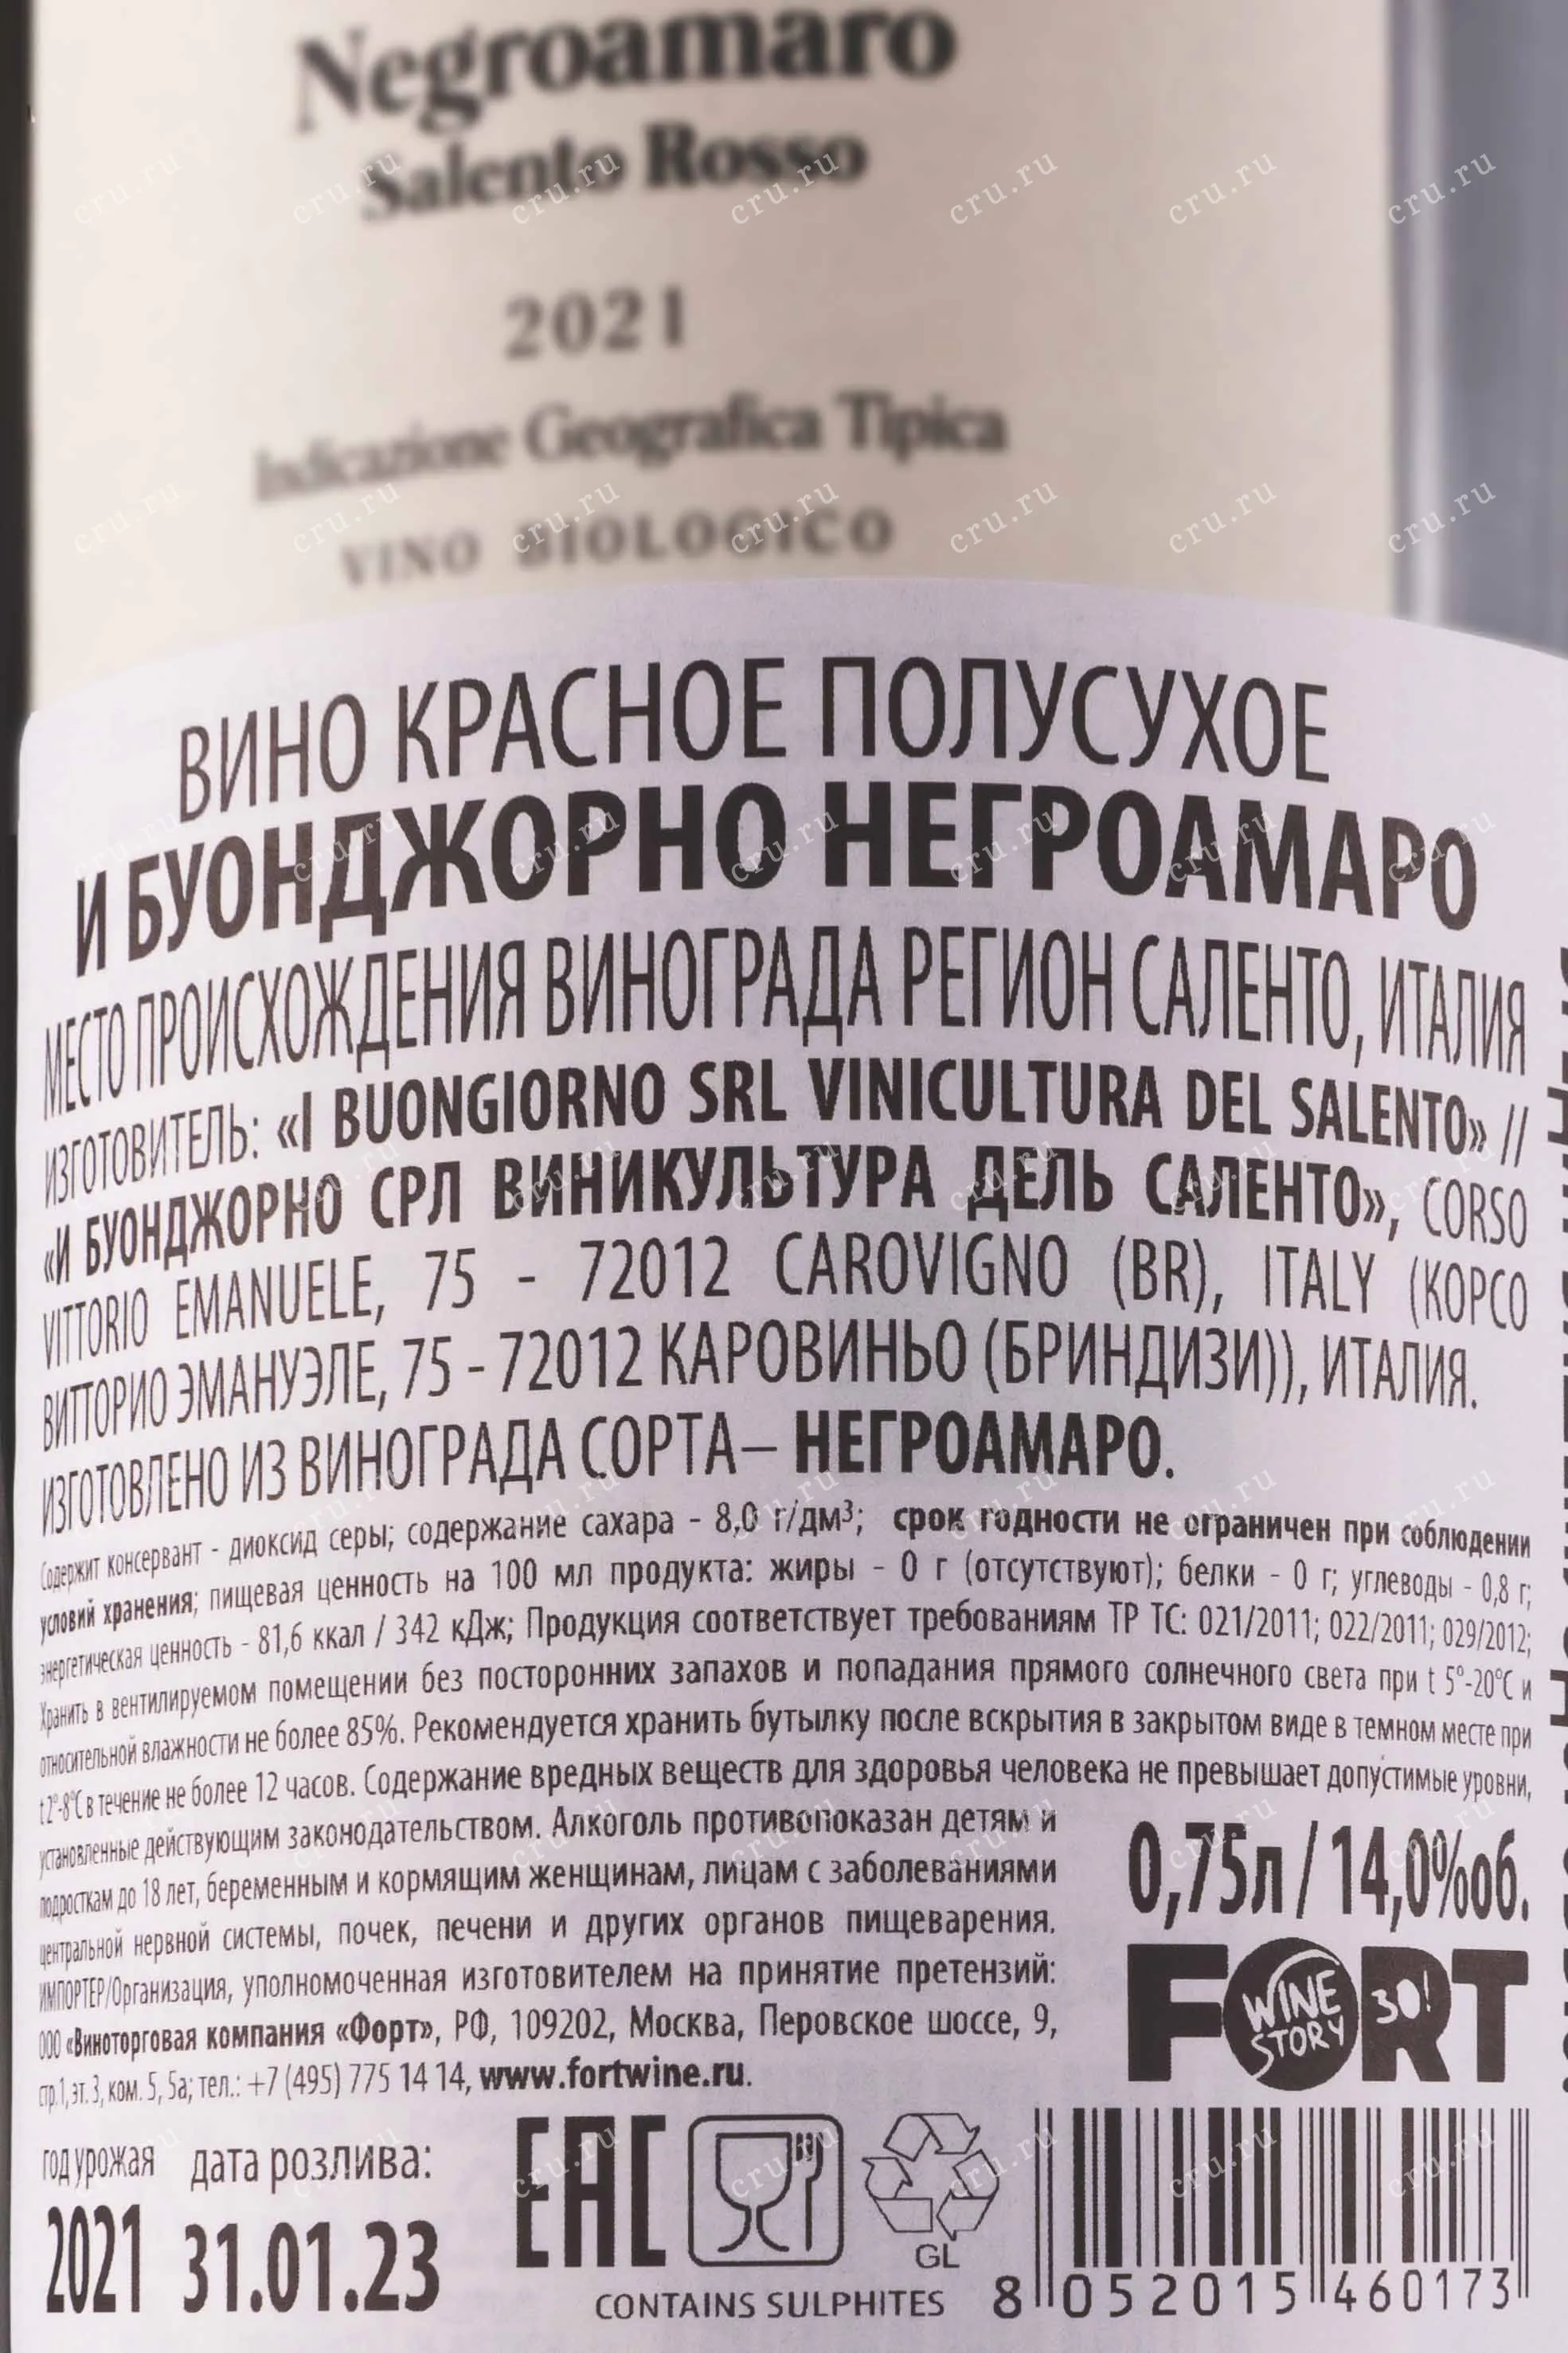 Negroamaro
Salento Rosso
2021
Indicazione Geografica Tipica
VINO BIOLOGICO
ВИНО КРАСНОЕ ПОЛУСУХОЕ
И БУОНДЖОРНО НЕГРОАМАРО
МЕСТО ПРОИСХОЖДЕНИЯ ВИНОГРАДА РЕГИОН САЛЕНТО, ИТАЛИЯ
ИЗГОТОВИТЕЛЬ: «I BUONGIORNO SRL VINICULTURA DEL SALENTO» //
«И БУОНДЖОРНО СРЛ ВИНИКУЛЬТУРА ДЕЛЬ САЛЕНТО», CORSO
VITTORIO EMANUELE, 75 - 72012 CAROVIGNO (BR), ITALY (КОРСО
ВИТТОРИО ЭМАНУЭЛЕ, 75 - 72012 КАРОВИНЬО (БРИНДИЗИ)), ИТАЛИЯ.
ИЗГОТОВЛЕНО ИЗ ВИНОГРАДА СОРТА– НЕГРОАМАРО.
Содержит консервант - диоксид серы; содержание сахара - 8,0 г/дм³; срок годности не ограничен при соблюдении
условий хранения; пищевая ценность на 100 мл продукта: жиры - 0 г (отсутствуют); белки - 0 г; углеводы - 0,8 г;
энергетическая ценность - 81,6 ккал / 342 кДж; Продукция соответствует требованиям ТР ТС: 021/2011; 022/2011; 029/2012;
Хранить в вентилируемом помещении без посторонних запахов и попадания прямого солнечного света при t 5°-20°С и
относительной влажности не более 85%. Рекомендуется хранить бутылку после вскрытия в закрытом виде в темном месте при
t 2°-8°С в течение не более 12 часов. Содержание вредных веществ для здоровья человека не превышает допустимые уровни,
установленные действующим законодательством. Алкоголь противопоказан детям и
подросткам до 18 лет, беременным и кормящим женщинам, лицам с заболеваниями
центральной нервной системы, почек, печени и других органов пищеварения.
ИМПОРТЕР/Организация, уполномоченная изготовителем на принятие претензий:
ООО «Виноторговая компания «Форт», РФ, 109202, Москва, Перовское шоссе, 9,
стр.1, эт. 3, ком. 5, 5а; тел.: +7 (495) 775 14 14, www.fortwine.ru.
0,75л / 14,0%об.
FORT
WINE STORY
30!
год урожая дата розлива:
2021 31.01.23
EAC
GL
CONTAINS SULPHITES
8 052015 460173